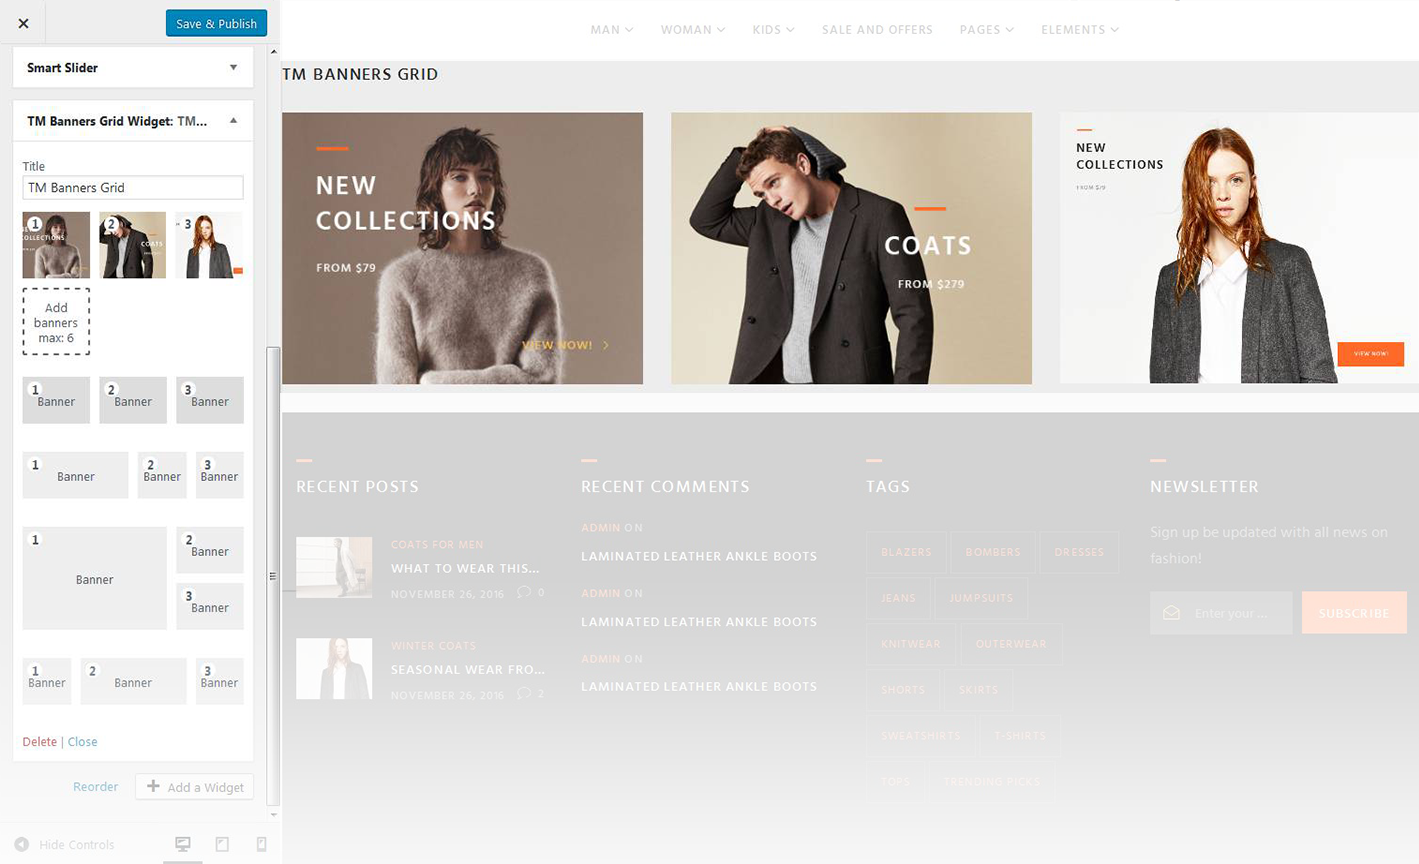 Save & Publish
Smart Slider
TM Banners Grid Widget: TM...
Title
TM Banners Grid
1
COLLECTIONS
2
COATS
3
Add
banners
max: 6
1 Banner
2 Banner
3 Banner
1 Banner
2 Banner
3 Banner
1 Banner
2 Banner
3 Banner
1 Banner
2 Banner
3 Banner
Delete | Close
Reorder
Add a Widget
Hide Controls
MAN WOMAN KIDS SALE AND OFFERS PAGES ELEMENTS
TM BANNERS GRID
NEW
COLLECTIONS
FROM $79
VIEW NOW!
COATS
FROM $279
NEW
COLLECTIONS
FROM $79
VIEW NOW!
RECENT POSTS
COATS FOR MEN
WHAT TO WEAR THIS...
NOVEMBER 26, 2016 0
WINTER COATS
SEASONAL WEAR FRO...
NOVEMBER 26, 2016 2
RECENT COMMENTS
ADMIN ON
LAMINATED LEATHER ANKLE BOOTS
ADMIN ON
LAMINATED LEATHER ANKLE BOOTS
ADMIN ON
LAMINATED LEATHER ANKLE BOOTS
TAGS
BLAZERS BOMBERS DRESSES
JEANS JUMPSUITS
KNITWEAR OUTERWEAR
SHORTS SKIRTS
SWEATSHIRTS T-SHIRTS
TOPS TRENDING PICKS
NEWSLETTER
Sign up be updated with all news on
fashion!
Enter your ...
SUBSCRIBE